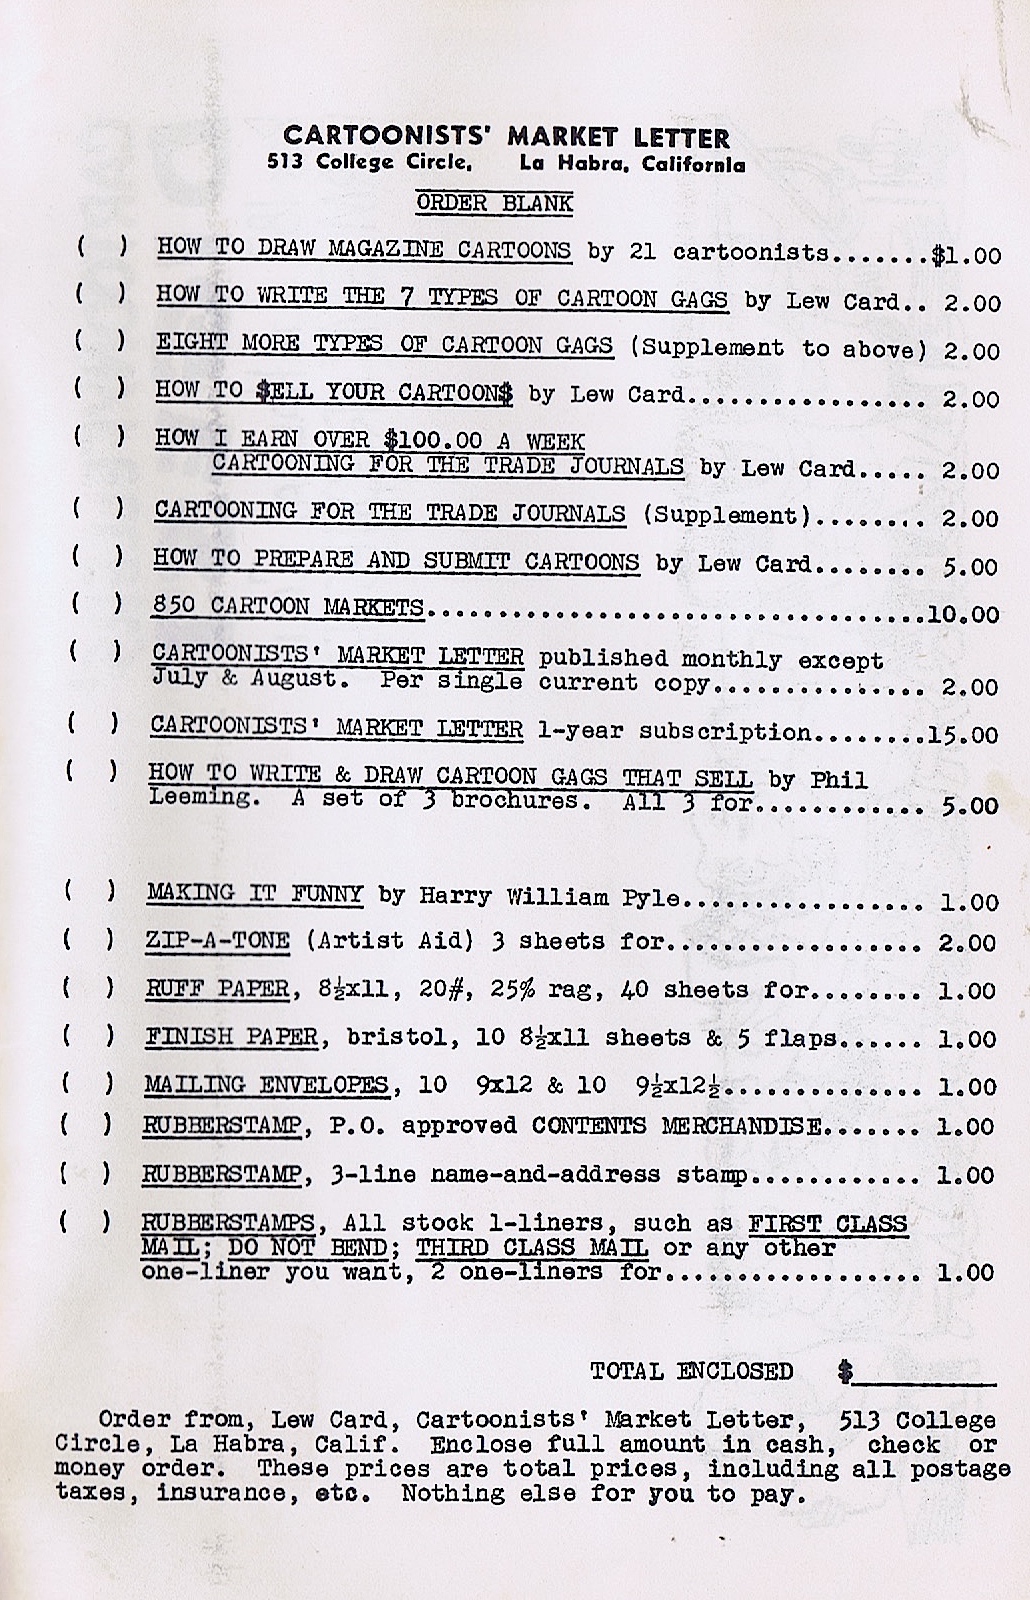 CARTOONISTS' MARKET LETTER
513 College Circle, La Habra, California
ORDER BLANK
( ) HOW TO DRAW MAGAZINE CARTOONS by 21 cartoonists.......$1.00
( ) HOW TO WRITE THE 7 TYPES OF CARTOON GAGS by Lew Card.. 2.00
( ) EIGHT MORE TYPES OF CARTOON GAGS (Supplement to above) 2.00
( ) HOW TO $ELL YOUR CARTOON$ by Lew Card................. 2.00
( ) HOW I EARN OVER $100.00 A WEEK
CARTOONING FOR THE TRADE JOURNALS by Lew Card..... 2.00
( ) CARTOONING FOR THE TRADE JOURNALS (Supplement)........ 2.00
( ) HOW TO PREPARE AND SUBMIT CARTOONS by Lew Card........ 5.00
( ) 850 CARTOON MARKETS...................................10.00
( ) CARTOONISTS' MARKET LETTER published monthly except
July & August. Per single current copy............... 2.00
( ) CARTOONISTS' MARKET LETTER 1-year subscription........15.00
( ) HOW TO WRITE & DRAW CARTOON GAGS THAT SELL by Phil
Leeming. A set of 3 brochures. All 3 for............ 5.00
( ) MAKING IT FUNNY by Harry William Pyle................. 1.00
( ) ZIP-A-TONE (Artist Aid) 3 sheets for.................. 2.00
( ) RUFF PAPER, 8½x11, 20#, 25% rag, 40 sheets for........ 1.00
( ) FINISH PAPER, bristol, 10 8½x11 sheets & 5 flaps...... 1.00
( ) MAILING ENVELOPES, 10 9x12 & 10 9½x12½.............. 1.00
( ) RUBBERSTAMP, P.O. approved CONTENTS MERCHANDISE....... 1.00
( ) RUBBERSTAMP, 3-line name-and-address stamp............ 1.00
( ) RUBBERSTAMPS, All stock 1-liners, such as FIRST CLASS
MAIL; DO NOT BEND; THIRD CLASS MAIL or any other
one-liner you want, 2 one-liners for.................. 1.00
TOTAL ENCLOSED $__________
Order from, Lew Card, Cartoonists' Market Letter, 513 College
Circle, La Habra, Calif. Enclose full amount in cash, check or
money order. These prices are total prices, including all postage
taxes, insurance, etc. Nothing else for you to pay.